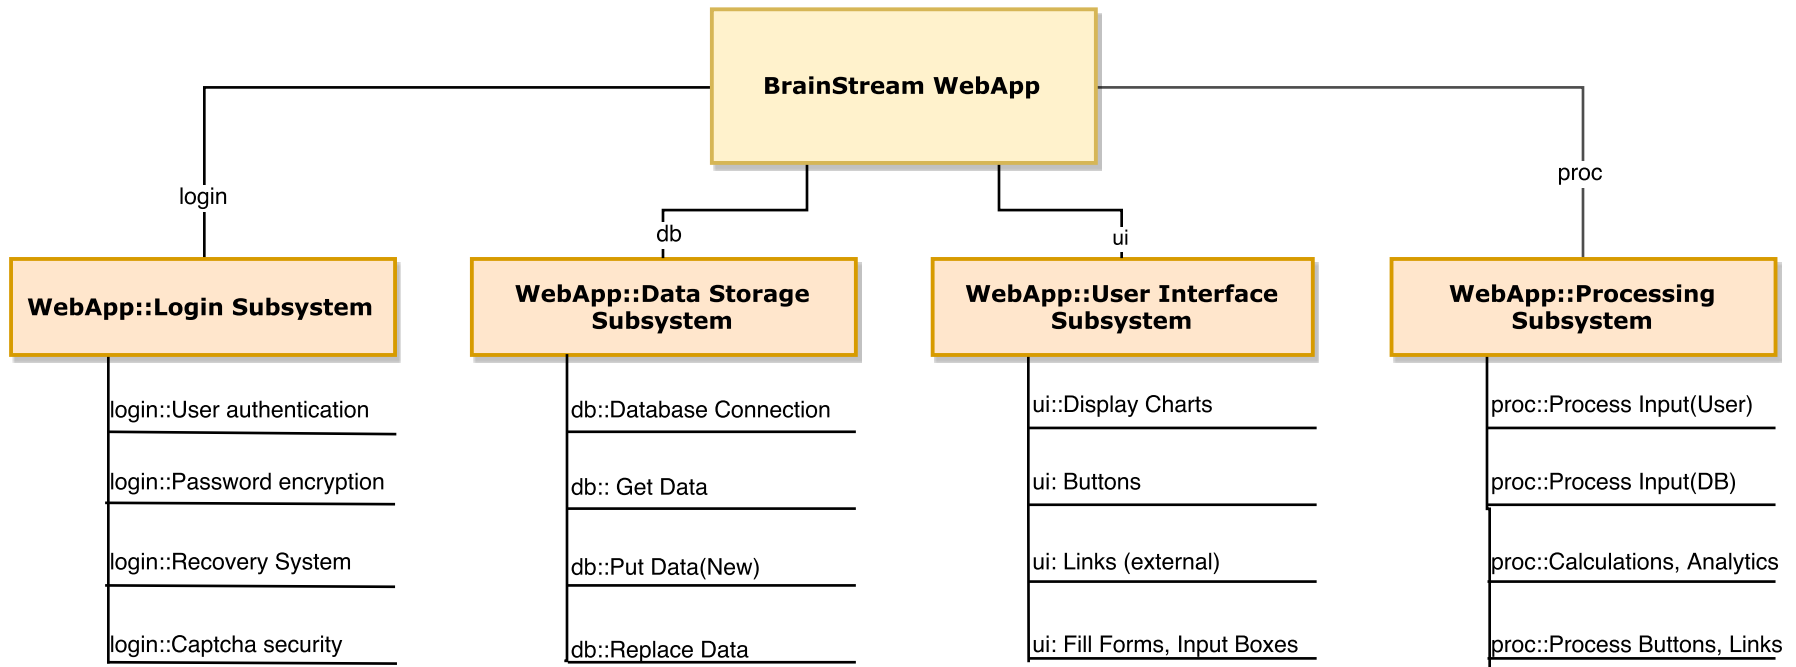 BrainStream WebApp
login
db
ui
proc
WebApp::Login Subsystem
WebApp::Data Storage
Subsystem
WebApp::User Interface
Subsystem
WebApp::Processing
Subsystem
login::User authentication
login::Password encryption
login::Recovery System
login::Captcha security
db::Database Connection
db:: Get Data
db::Put Data(New)
db::Replace Data
ui::Display Charts
ui: Buttons
ui: Links (external)
ui: Fill Forms, Input Boxes
proc::Process Input(User)
proc::Process Input(DB)
proc::Calculations, Analytics
proc::Process Buttons, Links